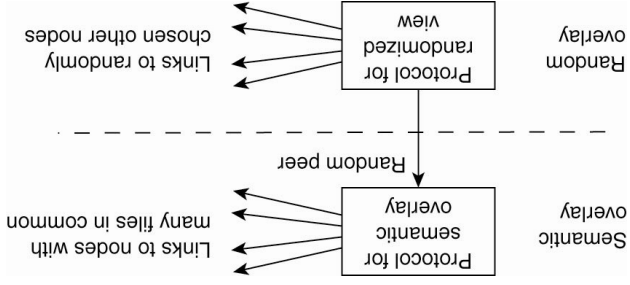 Semantic
overlay
Protocol for
semantic
overlay
Links to nodes with
many files in common
Random peer
Random
overlay
Protocol for
randomized
view
Links to randomly
chosen other nodes